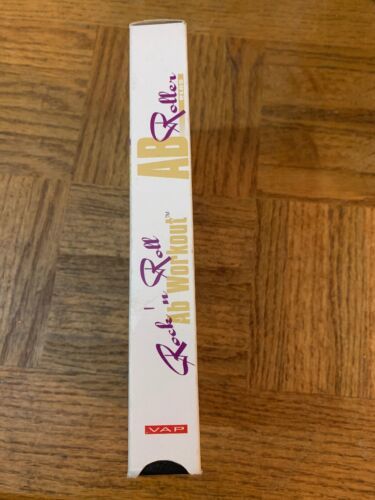 Rock 'n Roll
Ab Workout™
AB
Roller
VAP